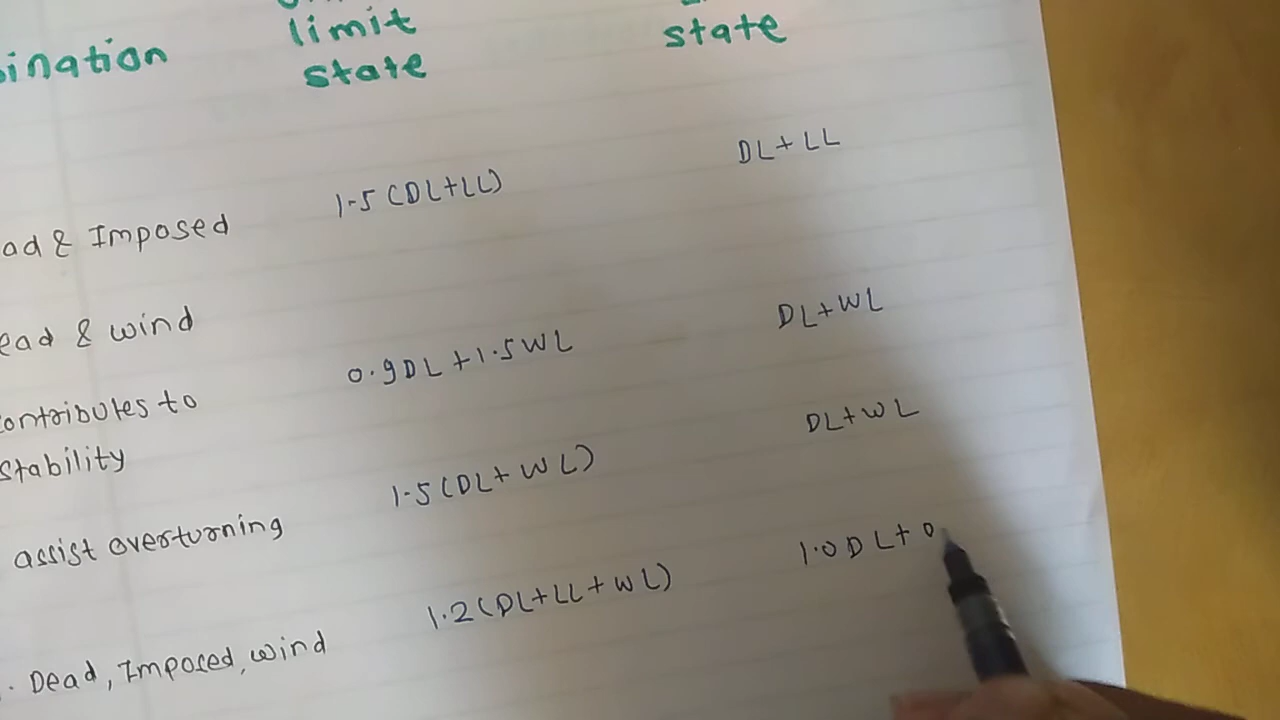 limit state
ination state
ad & Imposed 1.5 (DL+LL) DL+LL
ead & wind 0.9DL+1.5WL DL+WL
ontributes to
stability
assist overturning 1.5(DL+WL) DL+WL
. Dead, Imposed, wind 1.2(DL+LL+WL) 1.0DL+0